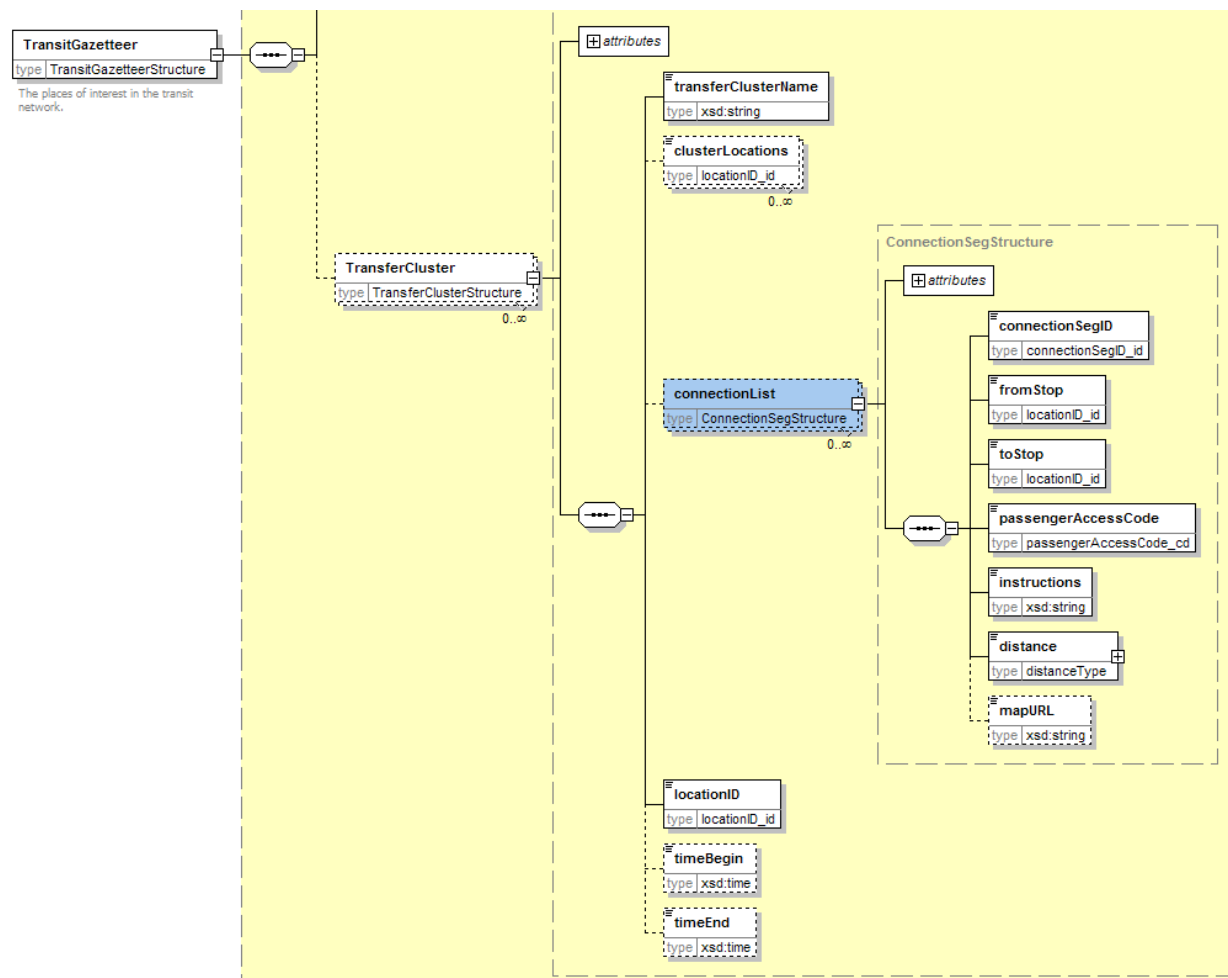 TransitGazetteer
type TransitGazetteerStructure
The places of interest in the transit
network.
attributes
transferClusterName
type xsd:string
clusterLocations
type locationID_id
0..∞
TransferCluster
type TransferClusterStructure
0..∞
connectionList
type ConnectionSegStructure
0..∞
ConnectionSegStructure
attributes
connectionSegID
type connectionSegID_id
fromStop
type locationID_id
toStop
type locationID_id
passengerAccessCode
type passengerAccessCode_cd
instructions
type xsd:string
distance
type distanceType
mapURL
type xsd:string
locationID
type locationID_id
timeBegin
type xsd:time
timeEnd
type xsd:time